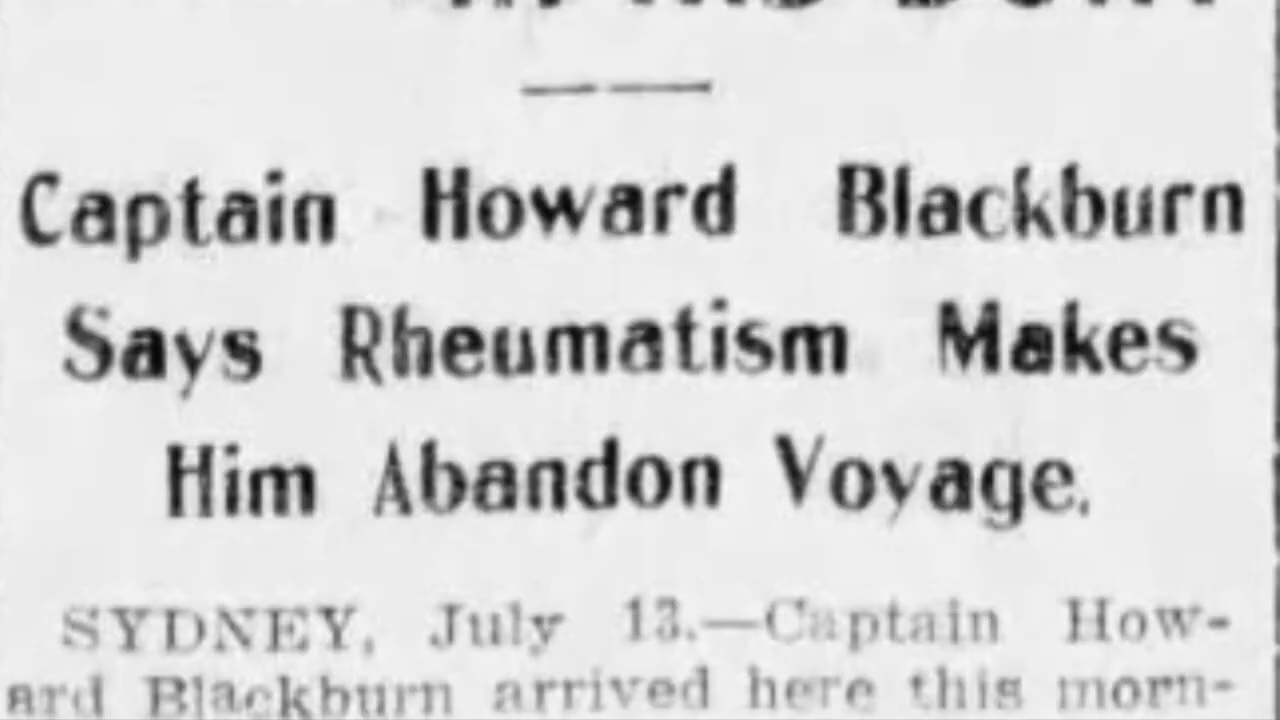 Captain Howard Blackburn
Says Rheumatism Makes
Him Abandon Voyage.
SYDNEY, July 13.—Captain How-
ard Blackburn arrived here this morn-